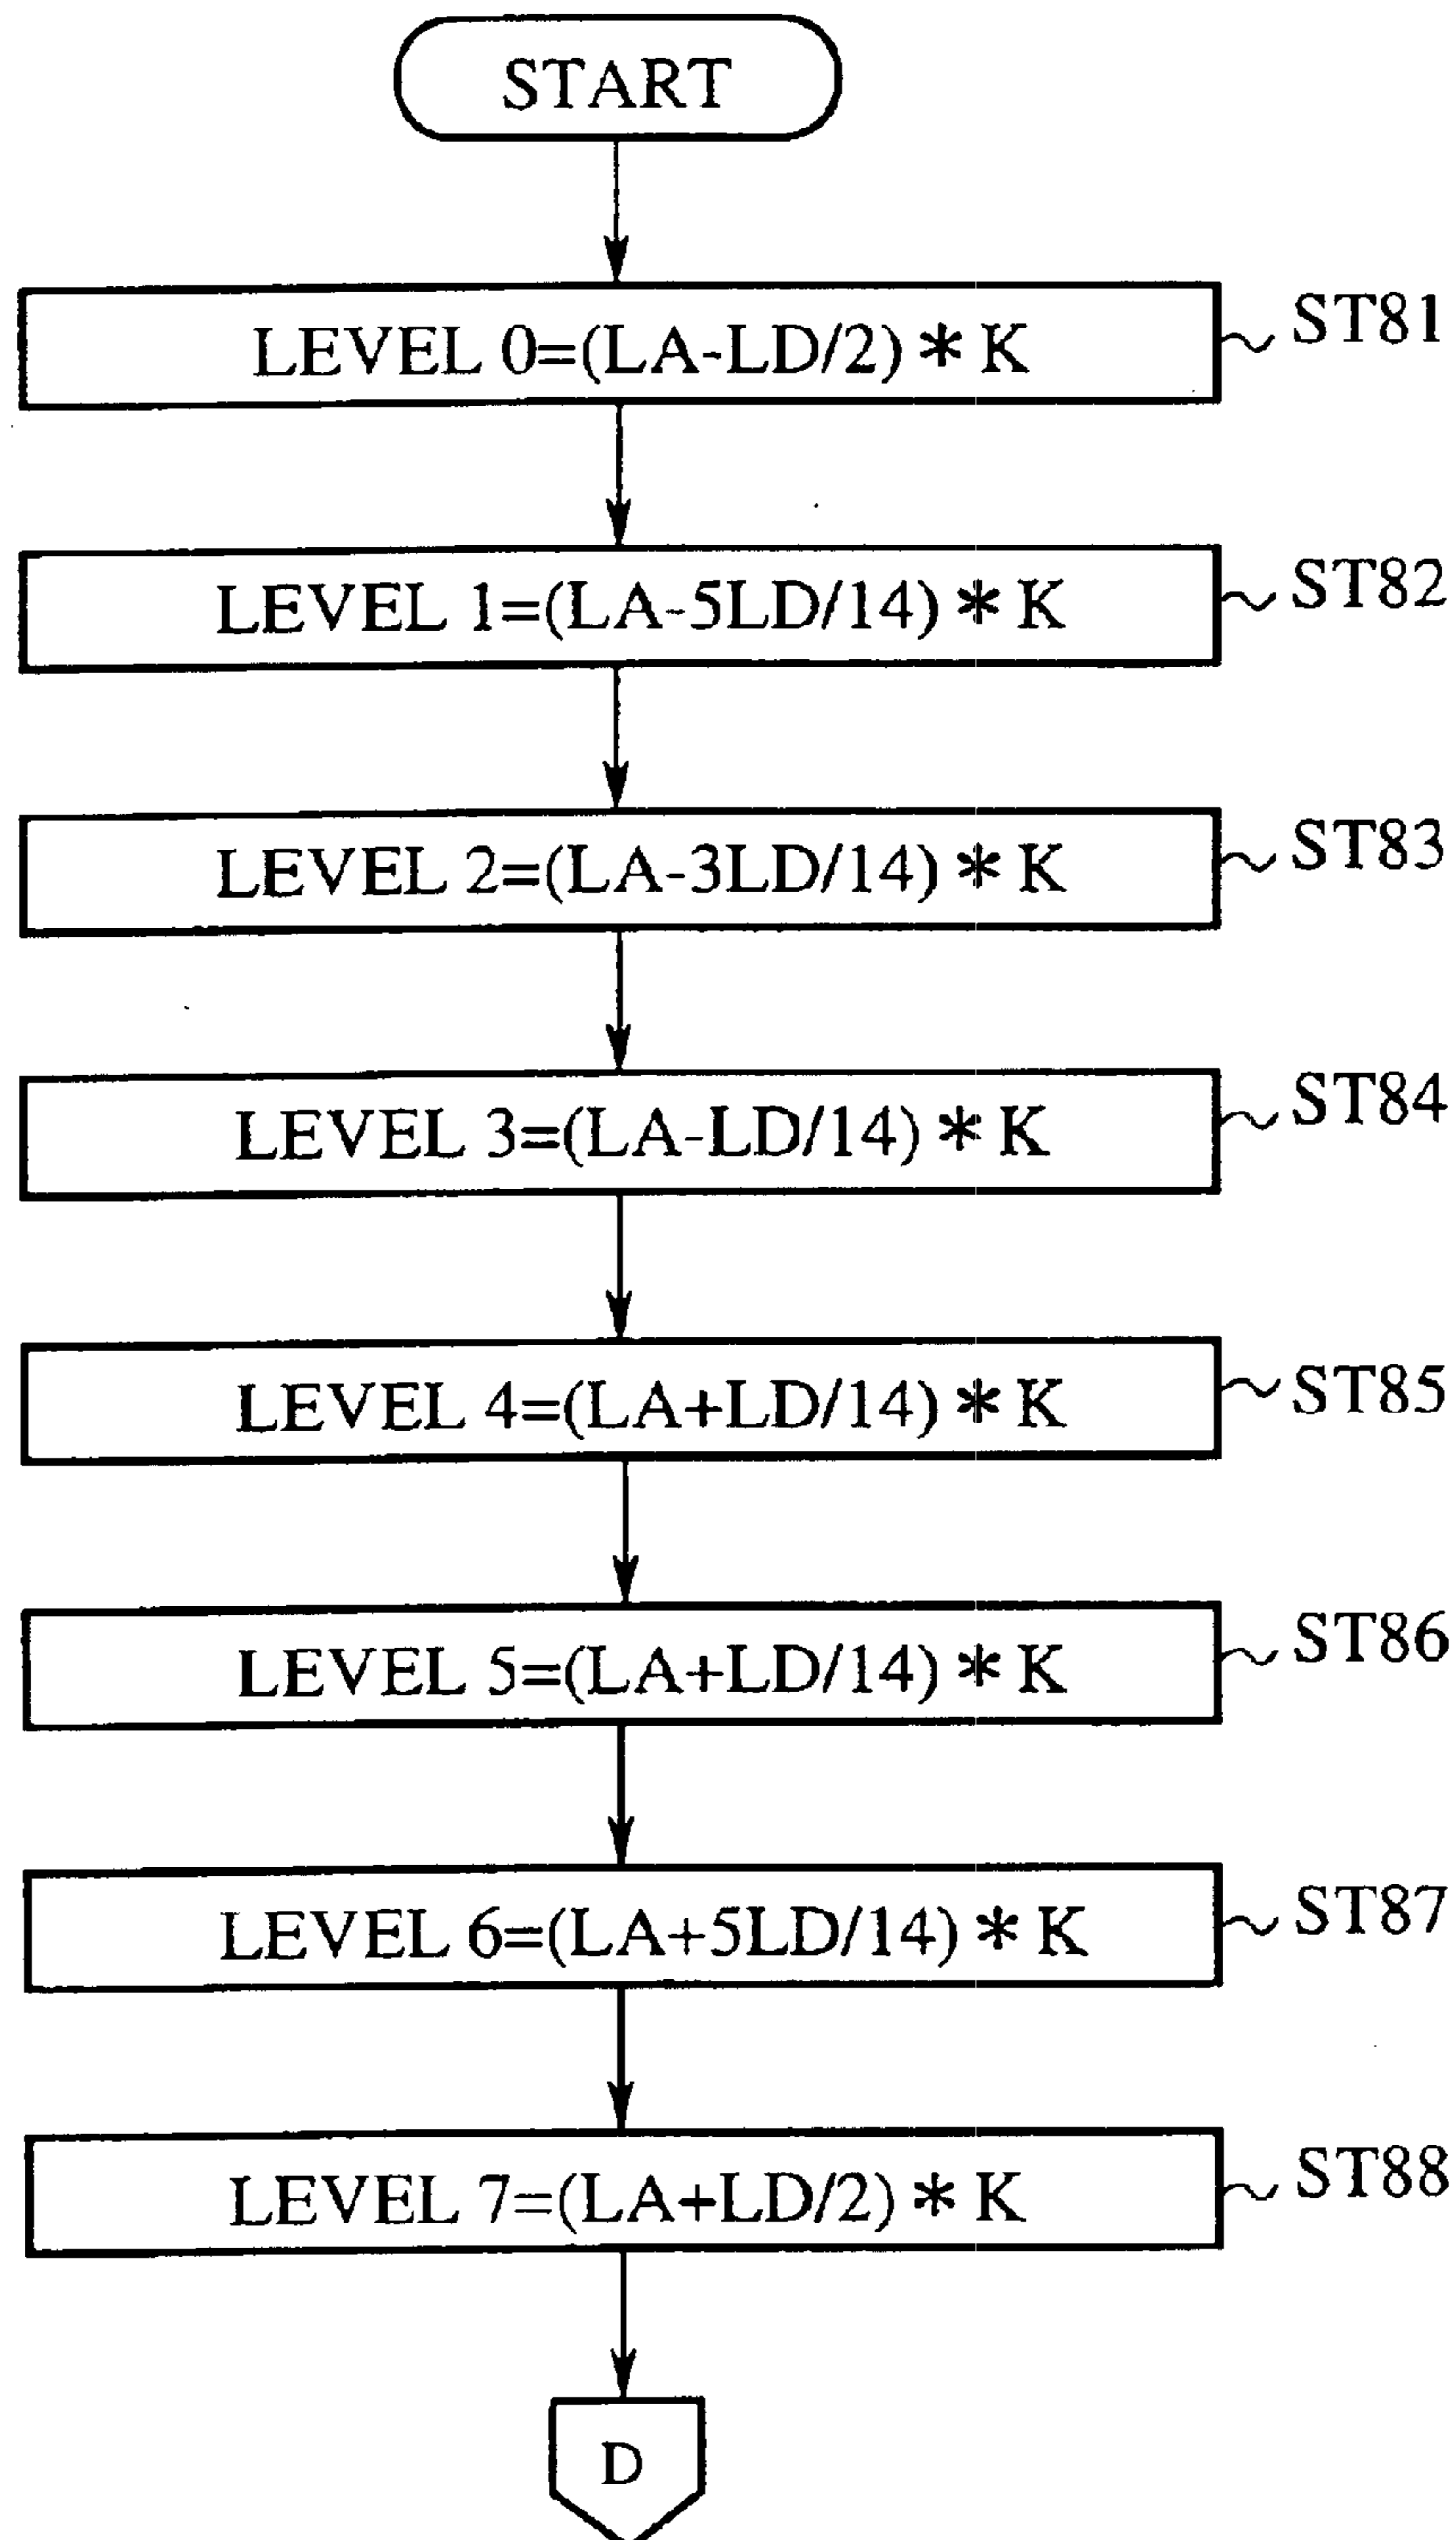 START
LEVEL 0=(LA-LD/2) * K
ST81
LEVEL 1=(LA-5LD/14) * K
ST82
LEVEL 2=(LA-3LD/14) * K
ST83
LEVEL 3=(LA-LD/14) * K
ST84
LEVEL 4=(LA+LD/14) * K
ST85
LEVEL 5=(LA+LD/14) * K
ST86
LEVEL 6=(LA+5LD/14) * K
ST87
LEVEL 7=(LA+LD/2) * K
ST88
D